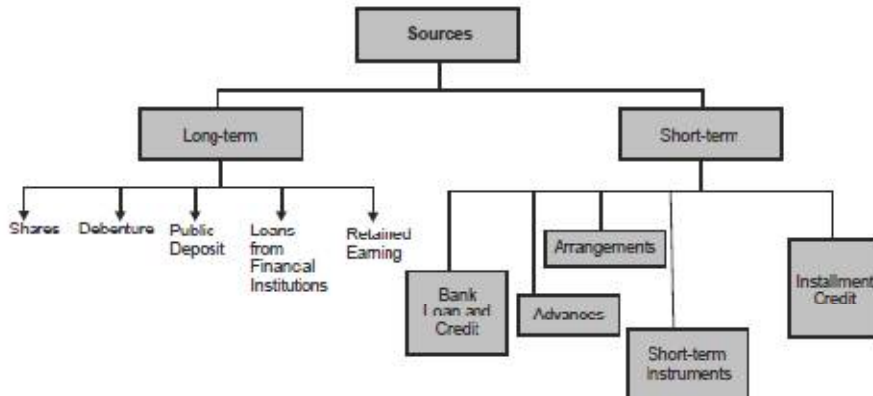 Sources
Long-term
Short-term
Shares
Debenture
Public
Deposit
Loans
from
Financial
Institutions
Retained
Earning
Bank
Loan and
Credit
Advances
Arrangements
Short-term
Instruments
Installment
Credit